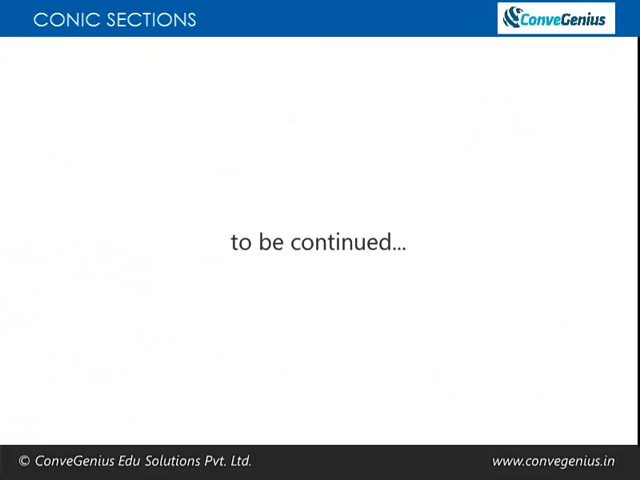 CONIC SECTIONS
ConveGenius
to be continued...
© ConveGenius Edu Solutions Pvt. Ltd.
www.convegenius.in